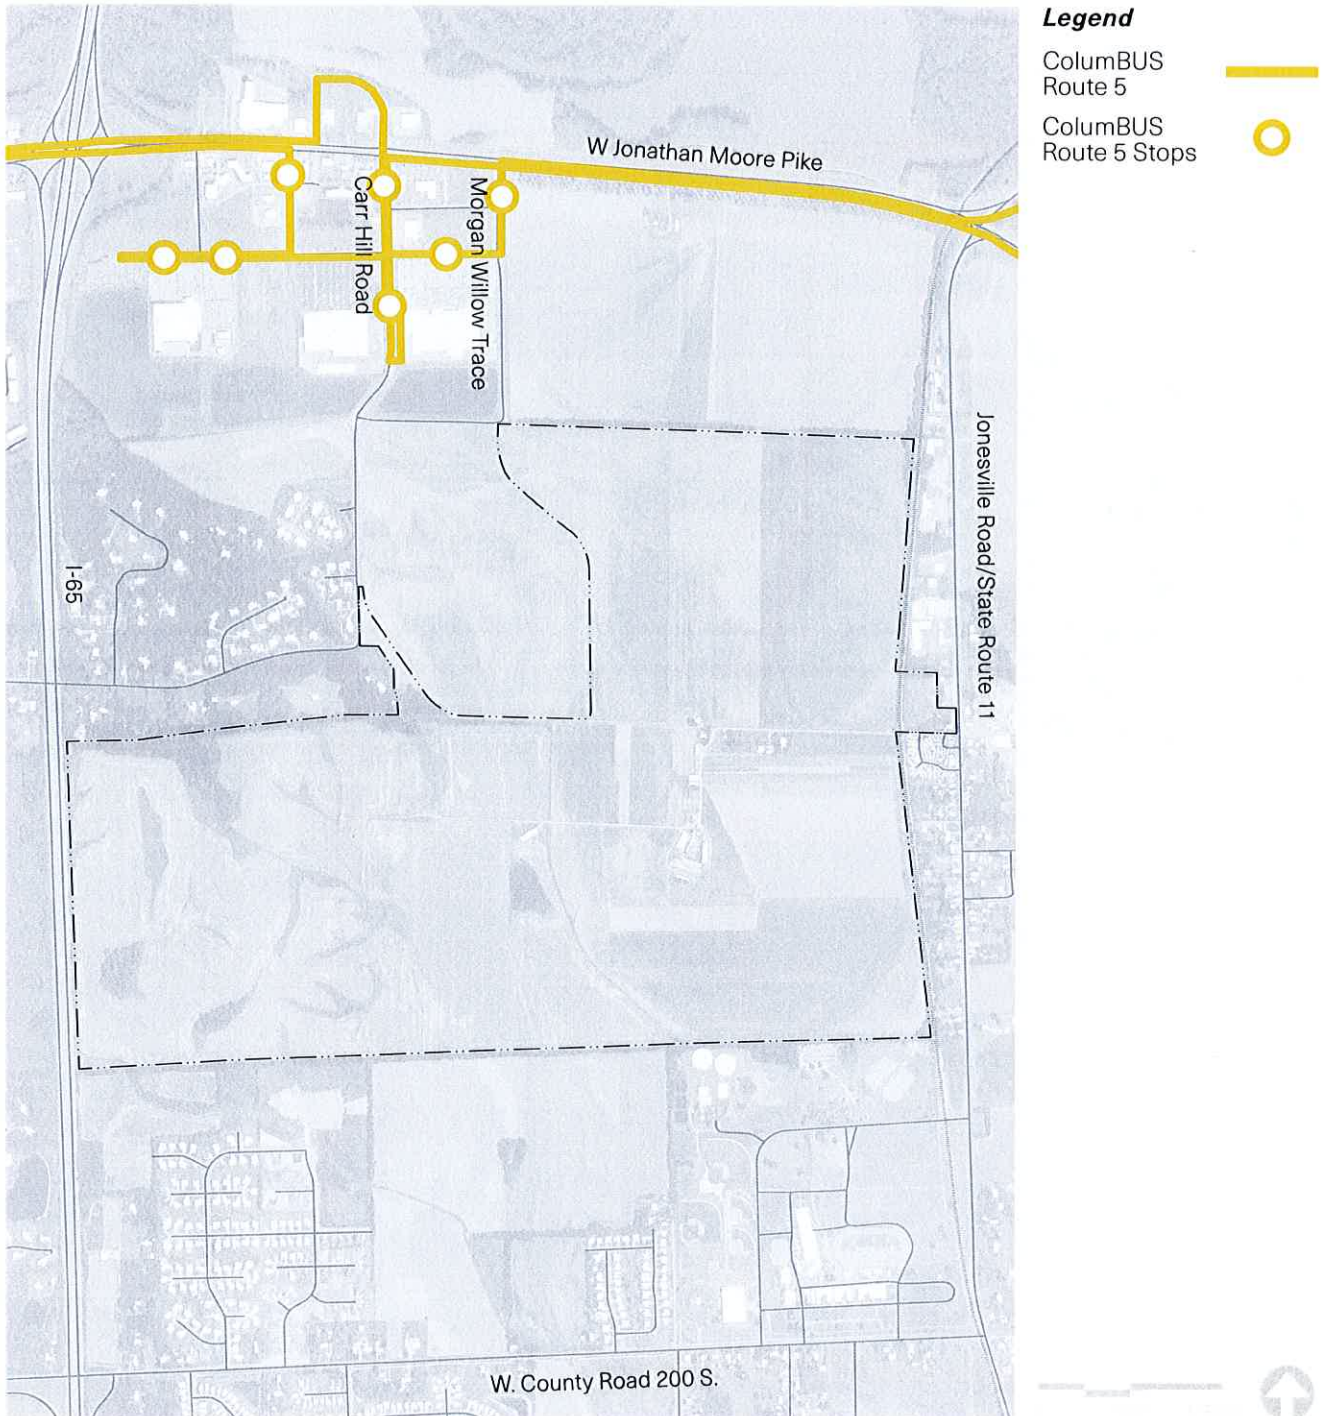 Legend
ColumBUS
Route 5
ColumBUS
Route 5 Stops
W Jonathan Moore Pike
Carr Hill Road
Morgan Willow Trace
Jonesville Road/State Route 11
I-65
W. County Road 200 S.